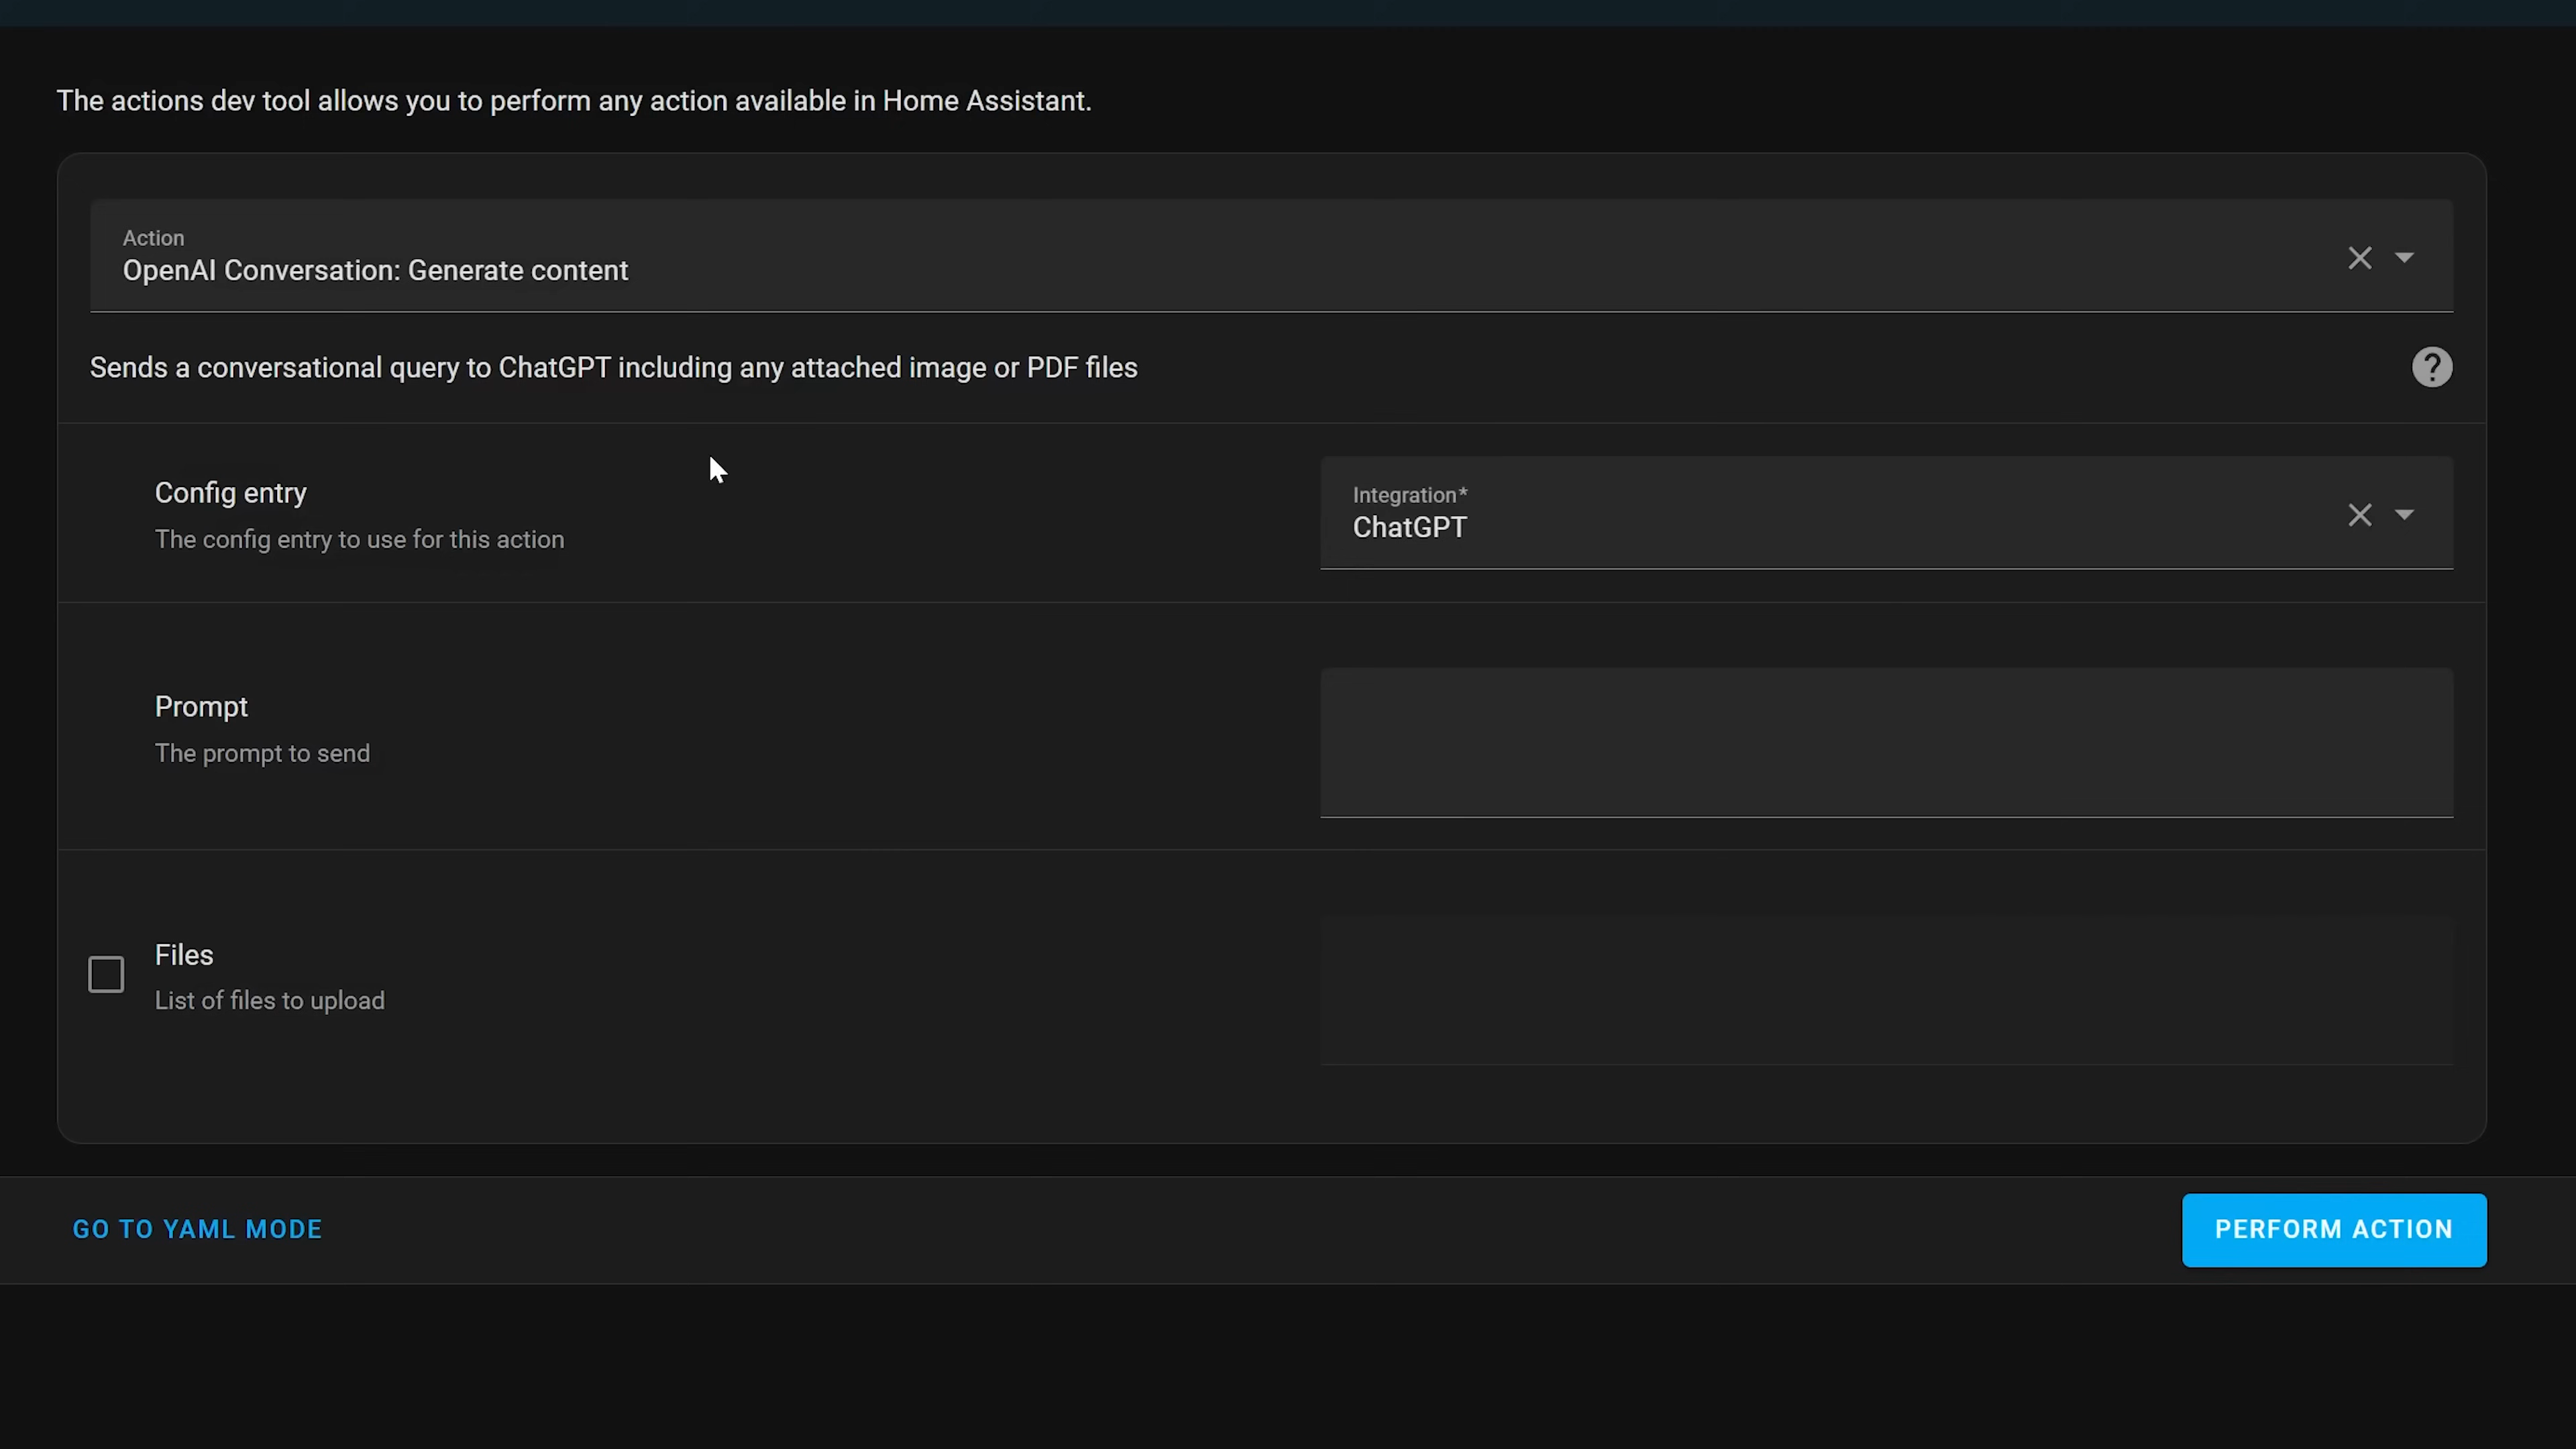 The actions dev tool allows you to perform any action available in Home Assistant.
Action
OpenAI Conversation: Generate content
Sends a conversational query to ChatGPT including any attached image or PDF files
Config entry
The config entry to use for this action
Integration*
ChatGPT
Prompt
The prompt to send
Files
List of files to upload
GO TO YAML MODE
PERFORM ACTION